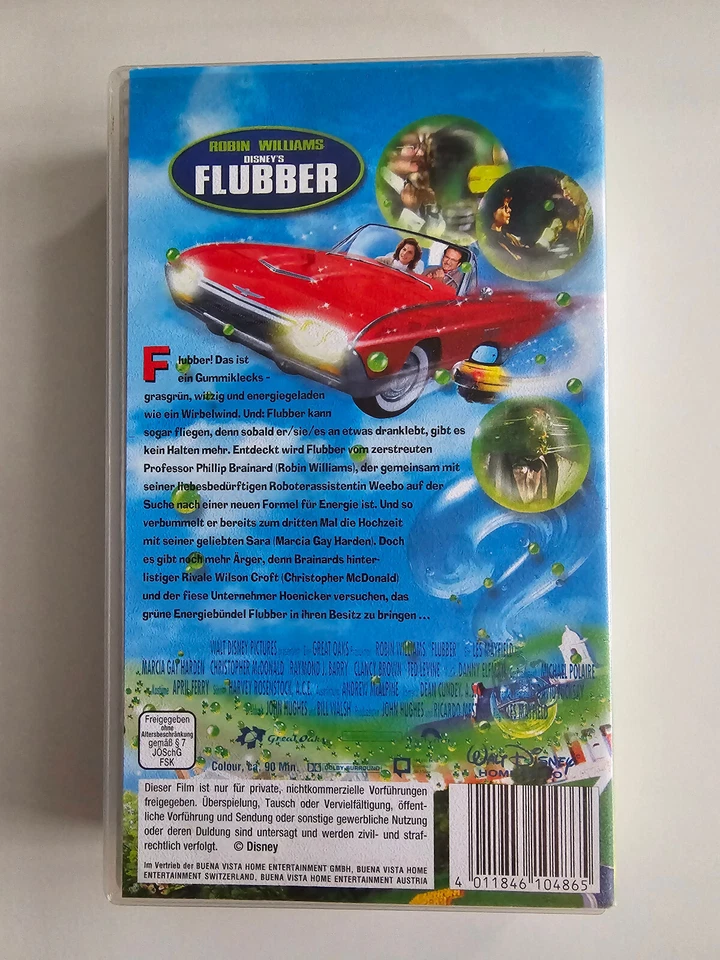 ROBIN WILLIAMS
DISNEY'S
FLUBBER
Flubber! Das ist
ein Gummiklecks -
grasgrün, witzig und energiegeladen
wie ein Wirbelwind. Und: Flubber kann
sogar fliegen, denn sobald er/sie/es an etwas dranklebt, gibt es
kein Halten mehr. Entdeckt wird Flubber vom zerstreuten
Professor Phillip Brainard (Robin Williams), der gemeinsam mit
seiner liebesbedürftigen Roboterassistentin Weebo auf der
Suche nach einer neuen Formel für Energie ist. Und so
verbummelt er bereits zum dritten Mal die Hochzeit
mit seiner geliebten Sara (Marcia Gay Harden). Doch
es gibt noch mehr Ärger, denn Brainards hinter-
listiger Rivale Wilson Croft (Christopher McDonald)
und der fiese Unternehmer Hoenicker versuchen, das
grüne Energiebündel Flubber in ihren Besitz zu bringen ...
WALT DISNEY PICTURES GREAT OAKS ROBIN WILLIAMS "FLUBBER" LES MAYFIELD
MARCIA GAY HARDEN CHRISTOPHER McDONALD RAYMOND J. BARRY CLANCY BROWN TED LEVINE DANNY ELFMAN MICHAEL POLAIRE
APRIL FERRY HARVEY ROSENSTOCK, A.C.E. ANDREW McALPINE DEAN CUNDEY,
JOHN HUGHES BILL WALSH JOHN HUGHES RICARDO
Freigegeben
ohne
Altersbeschränkung
gemäß § 7
JÖSchG
FSK
Great Oaks
Colour, ca. 90 Min. DOLBY SURROUND
WALT DISNEY
HOME VIDEO
Dieser Film ist nur für private, nichtkommerzielle Vorführungen
freigegeben. Überspielung, Tausch oder Vervielfältigung, öffent-
liche Vorführung und Sendung oder sonstige gewerbliche Nutzung
oder deren Duldung sind untersagt und werden zivil- und straf-
rechtlich verfolgt. © Disney
Im Vertrieb der BUENA VISTA HOME ENTERTAINMENT GMBH, BUENA VISTA HOME
ENTERTAINMENT SWITZERLAND, BUENA VISTA HOME ENTERTAINMENT AUSTRIA
4 011846 104865